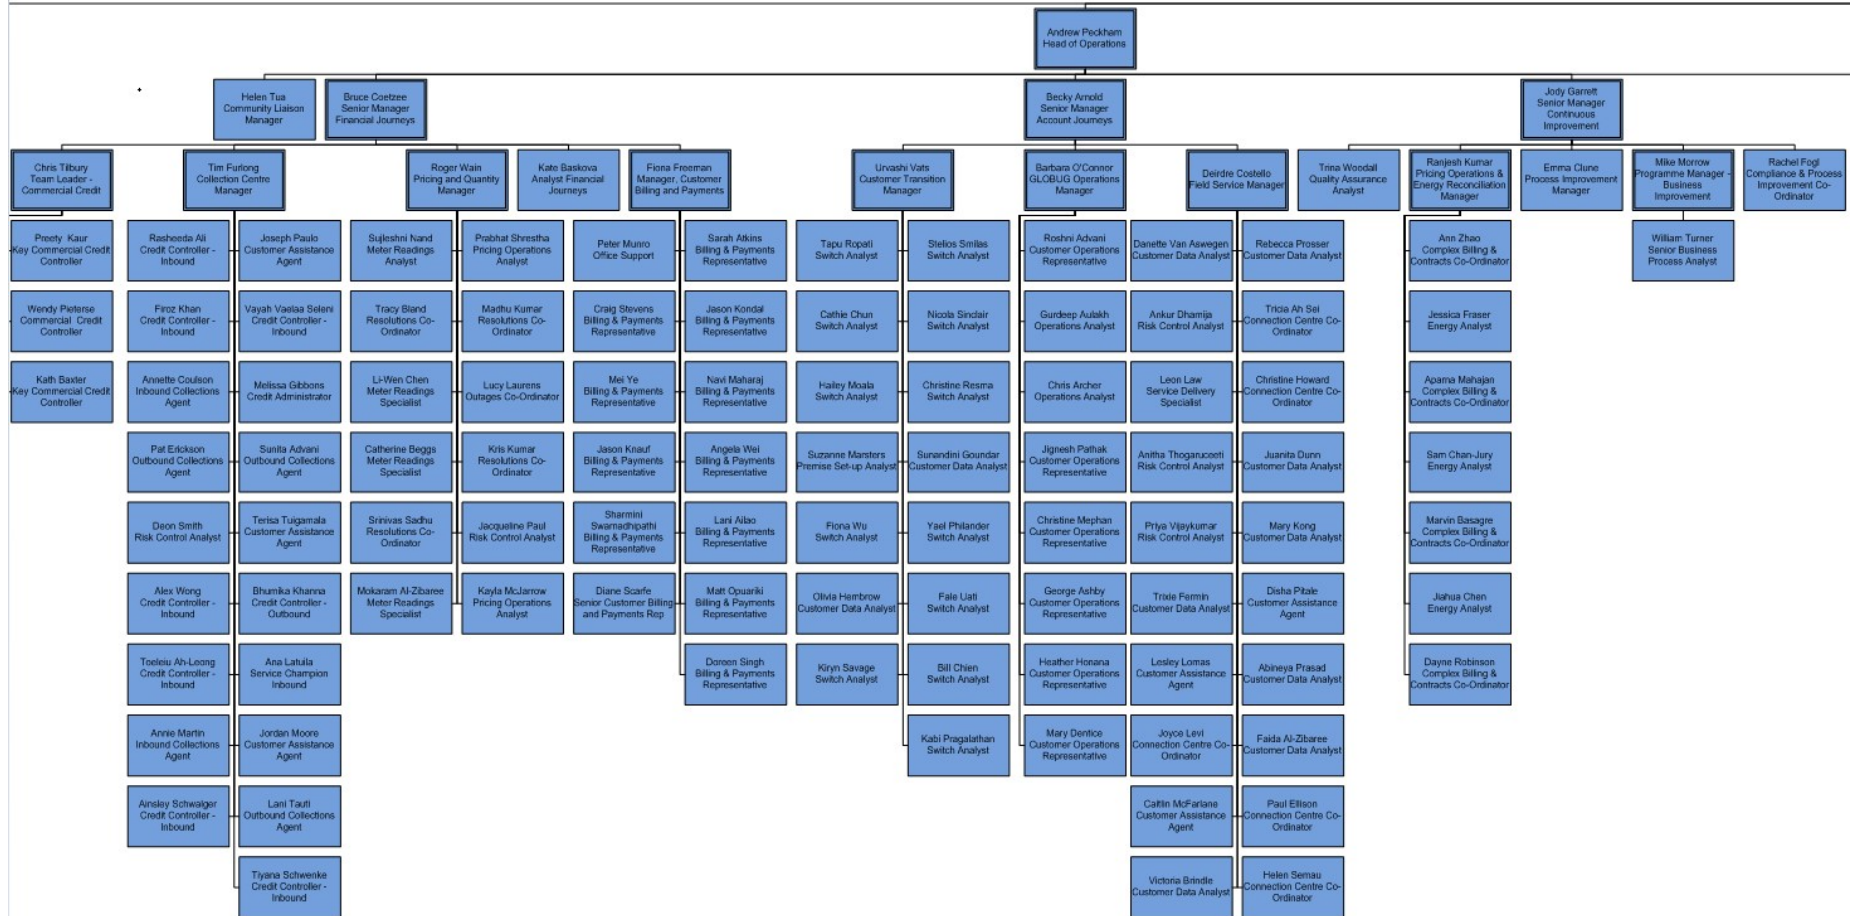 Andrew Peckham
Head of Operations
Helen Tua
Community Liaison
Manager
Bruce Coetzee
Senior Manager
Financial Journeys
Becky Arnold
Senior Manager
Account Journeys
Jody Garrett
Senior Manager
Continuous
Improvement
Chris Tilbury
Team Leader -
Commercial Credit
Tim Furlong
Collection Centre
Manager
Roger Wain
Pricing and Quantity
Manager
Kate Baskova
Analyst Financial
Journeys
Fiona Freeman
Manager, Customer
Billing and Payments
Urvashi Vats
Customer Transition
Manager
Barbara O'Connor
GLOBUG Operations
Manager
Deirdre Costello
Field Service Manager
Trina Woodall
Quality Assurance
Analyst
Ranjesh Kumar
Pricing Operations &
Energy Reconciliation
Manager
Emma Clune
Process Improvement
Manager
Mike Morrow
Programme Manager -
Business
Improvement
Rachel Fogl
Compliance & Process
Improvement Co-
Ordinator
Preety Kaur
Key Commercial Credit
Controller
Wendy Pieterse
Commercial Credit
Controller
Kath Baxter
Key Commercial Credit
Controller
Rasheeda Ali
Credit Controller -
Inbound
Firoz Khan
Credit Controller -
Inbound
Annette Coulson
Inbound Collections
Agent
Pat Erickson
Outbound Collections
Agent
Deon Smith
Risk Control Analyst
Alex Wong
Credit Controller -
Inbound
Toeleiu Ah-Leong
Credit Controller -
Inbound
Annie Martin
Inbound Collections
Agent
Ainsley Schwalger
Credit Controller -
Inbound
Joseph Paulo
Customer Assistance
Agent
Vayah Vaelaa Seleni
Credit Controller -
Inbound
Melissa Gibbons
Credit Administrator
Sunita Advani
Outbound Collections
Agent
Terisa Tuigamala
Customer Assistance
Agent
Bhumika Khanna
Credit Controller -
Outbound
Ana Latuila
Service Champion
Inbound
Jordan Moore
Customer Assistance
Agent
Lani Tauti
Outbound Collections
Agent
Tiyana Schwenke
Credit Controller -
Inbound
Sujleshni Nand
Meter Readings
Analyst
Tracy Bland
Resolutions Co-
Ordinator
Li-Wen Chen
Meter Readings
Specialist
Catherine Beggs
Meter Readings
Specialist
Srinivas Sadhu
Resolutions Co-
Ordinator
Mokaram Al-Zibaree
Meter Readings
Specialist
Prabhat Shrestha
Pricing Operations
Analyst
Madhu Kumar
Resolutions Co-
Ordinator
Lucy Laurens
Outages Co-Ordinator
Kris Kumar
Resolutions Co-
Ordinator
Jacqueline Paul
Risk Control Analyst
Kayla McJarrow
Pricing Operations
Analyst
Peter Munro
Office Support
Craig Stevens
Billing & Payments
Representative
Mei Ye
Billing & Payments
Representative
Jason Knauf
Billing & Payments
Representative
Sharmini
Swarnadhipathi
Billing & Payments
Representative
Diane Scarfe
Senior Customer Billing
and Payments Rep
Sarah Atkins
Billing & Payments
Representative
Jason Kondal
Billing & Payments
Representative
Navi Maharaj
Billing & Payments
Representative
Angela Wei
Billing & Payments
Representative
Lani Ailao
Billing & Payments
Representative
Matt Opuariki
Billing & Payments
Representative
Doreen Singh
Billing & Payments
Representative
Tapu Ropati
Switch Analyst
Cathie Chun
Switch Analyst
Hailey Moala
Switch Analyst
Suzanne Marsters
Premise Set-up Analyst
Fiona Wu
Switch Analyst
Olivia Hembrow
Customer Data Analyst
Kiryn Savage
Switch Analyst
Stelios Smilas
Switch Analyst
Nicola Sinclair
Switch Analyst
Christine Resma
Switch Analyst
Sunandini Goundar
Customer Data Analyst
Yael Philander
Switch Analyst
Fale Uati
Switch Analyst
Bill Chien
Switch Analyst
Kabi Pragalathan
Switch Analyst
Roshni Advani
Customer Operations
Representative
Gurdeep Aulakh
Operations Analyst
Chris Archer
Operations Analyst
Jignesh Pathak
Customer Operations
Representative
Christine Mephan
Customer Operations
Representative
George Ashby
Customer Operations
Representative
Heather Honana
Customer Operations
Representative
Mary Dentice
Customer Operations
Representative
Danette Van Aswegen
Customer Data Analyst
Ankur Dhamija
Risk Control Analyst
Leon Law
Service Delivery
Specialist
Anitha Thogaruceeti
Risk Control Analyst
Priya Vijaykumar
Risk Control Analyst
Trixie Fermin
Customer Data Analyst
Lesley Lomas
Customer Assistance
Agent
Joyce Levi
Connection Centre Co-
Ordinator
Caitlin McFarlane
Customer Assistance
Agent
Victoria Brindle
Customer Data Analyst
Rebecca Prosser
Customer Data Analyst
Tricia Ah Sei
Connection Centre Co-
Ordinator
Christine Howard
Connection Centre Co-
Ordinator
Juanita Dunn
Customer Data Analyst
Mary Kong
Customer Data Analyst
Disha Pitale
Customer Assistance
Agent
Abineya Prasad
Customer Data Analyst
Faida Al-Zibaree
Customer Data Analyst
Paul Ellison
Connection Centre Co-
Ordinator
Helen Semau
Connection Centre Co-
Ordinator
Ann Zhao
Complex Billing &
Contracts Co-Ordinator
Jessica Fraser
Energy Analyst
Aparna Mahajan
Complex Billing &
Contracts Co-Ordinator
Sam Chan-Jury
Energy Analyst
Marvin Basagre
Complex Billing &
Contracts Co-Ordinator
Jiahua Chen
Energy Analyst
Dayne Robinson
Complex Billing &
Contracts Co-Ordinator
William Turner
Senior Business
Process Analyst